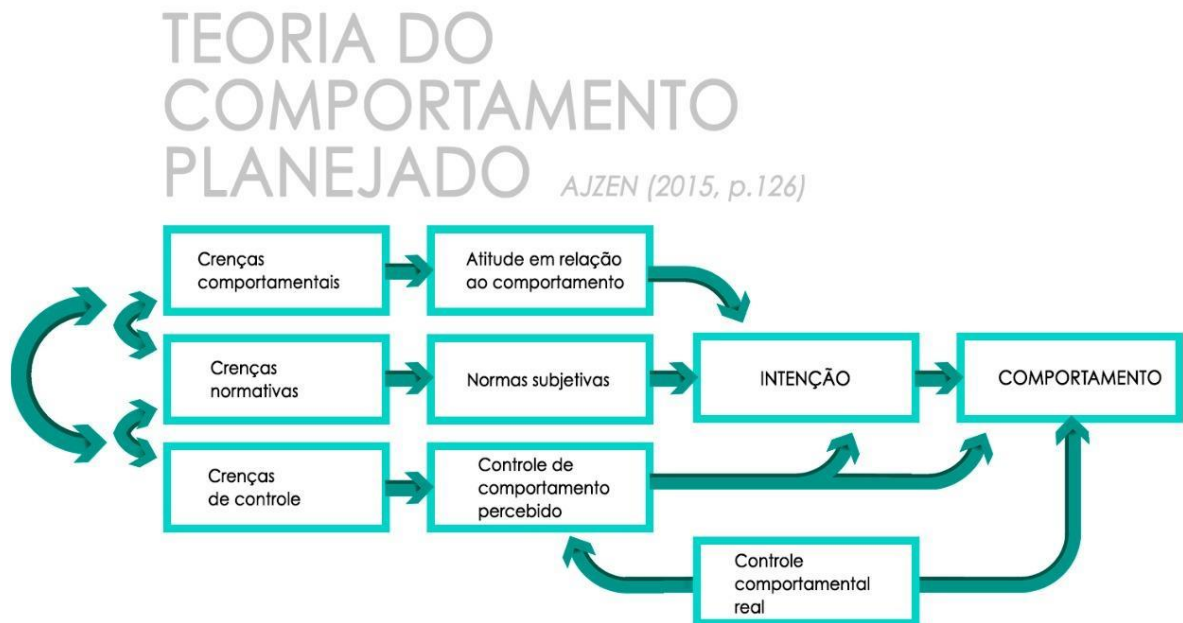 TEORIA DO
COMPORTAMENTO
PLANEJADO AJZEN (2015, p.126)
Crenças
comportamentais
Atitude em relação
ao comportamento
Crenças
normativas
Normas subjetivas
INTENÇÃO
COMPORTAMENTO
Crenças
de controle
Controle de
comportamento
percebido
Controle
comportamental
real